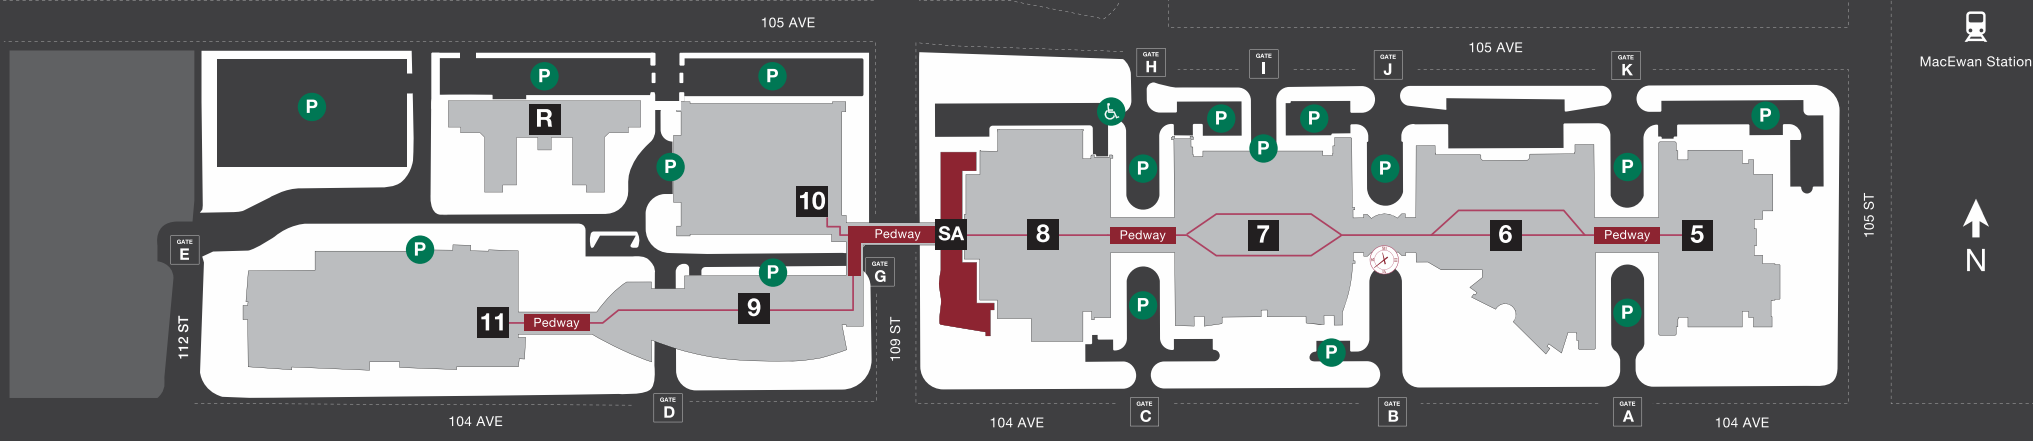 105 AVE
105 AVE
MacEwan Station
GATE
H
GATE
I
GATE
J
GATE
K
P
P
P
P
P
P
P
R
P
P
P
P
P
10
SA
Pedway
8
Pedway
7
6
Pedway
5
105 ST
N
GATE
E
P
P
GATE
G
9
11
Pedway
P
P
P
112 ST
109 ST
GATE
D
GATE
C
GATE
B
GATE
A
104 AVE
104 AVE
104 AVE